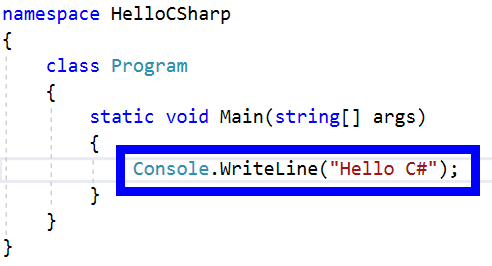 namespace HelloCSharp
{
    class Program
    {
        static void Main(string[] args)
        {
            Console.WriteLine("Hello C#");
        }
    }
}